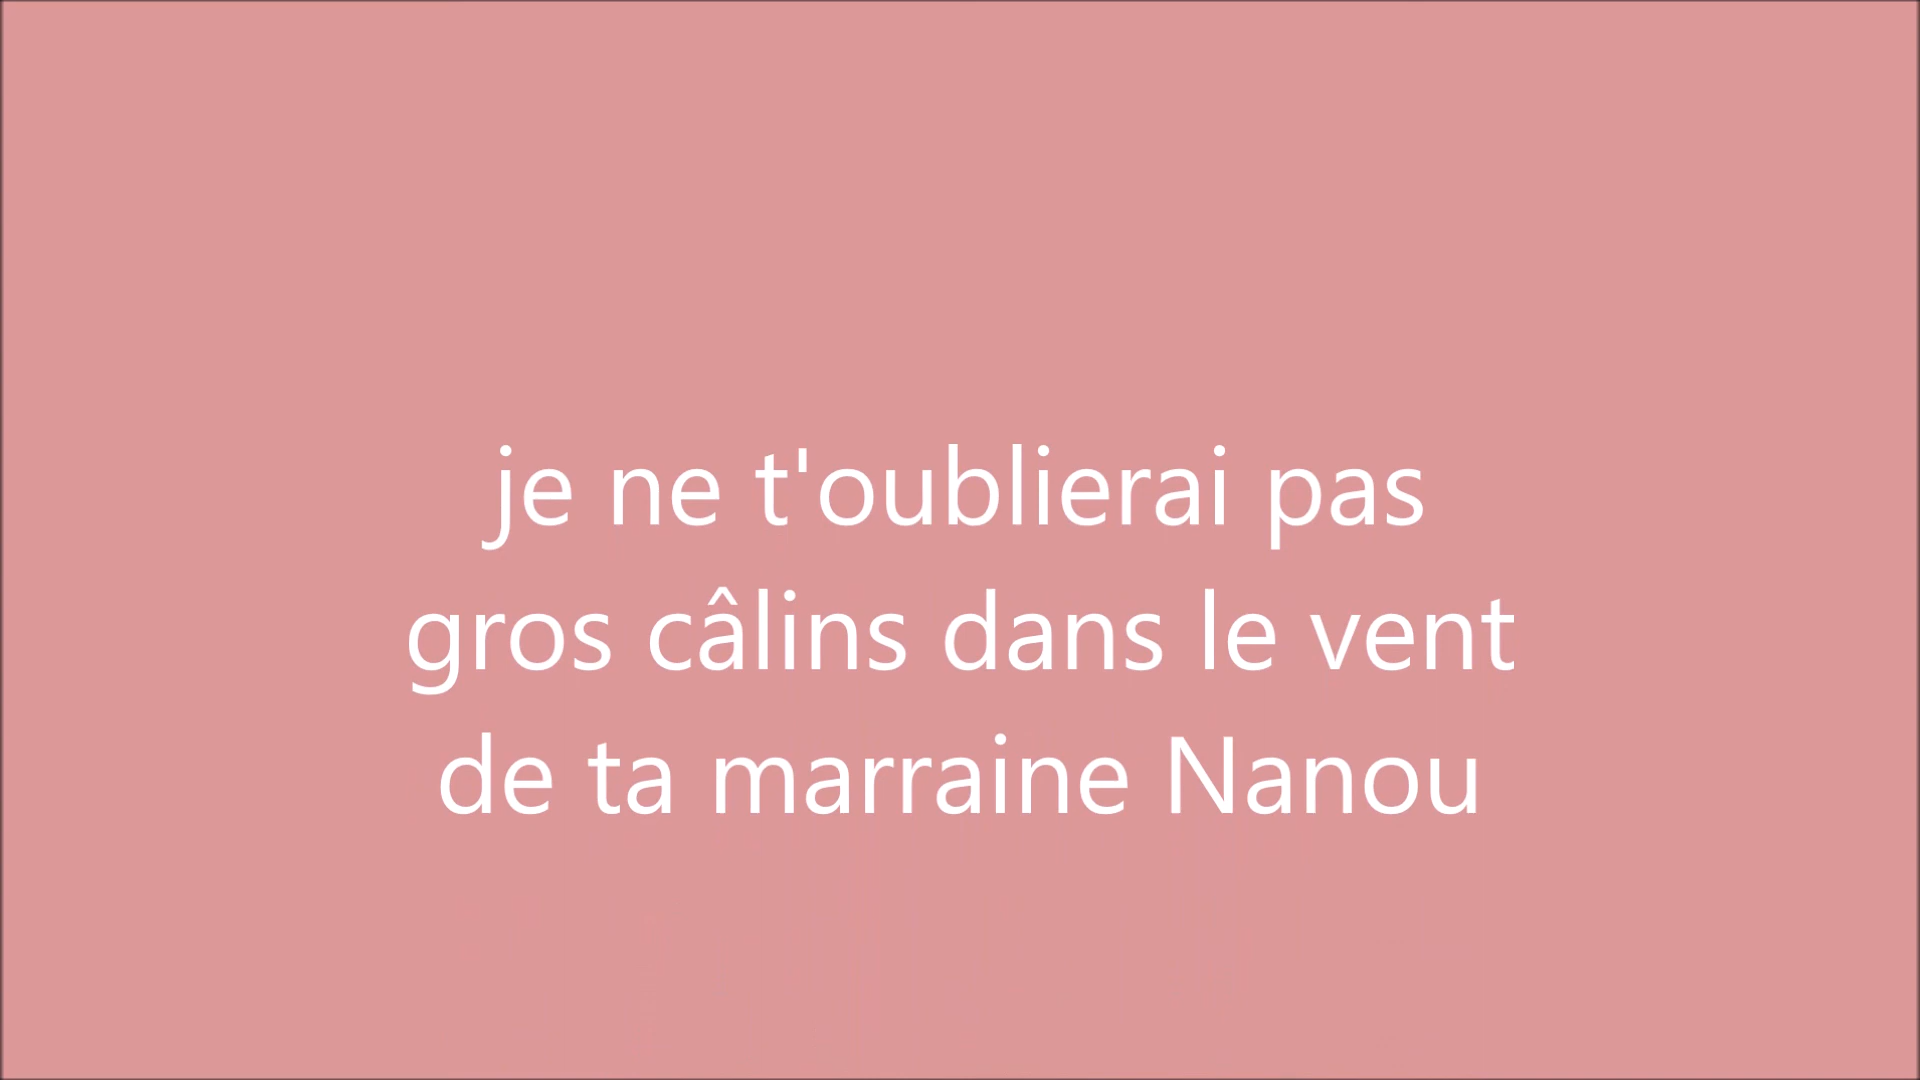 je ne t'oublierai pas
gros câlins dans le vent
de ta marraine Nanou